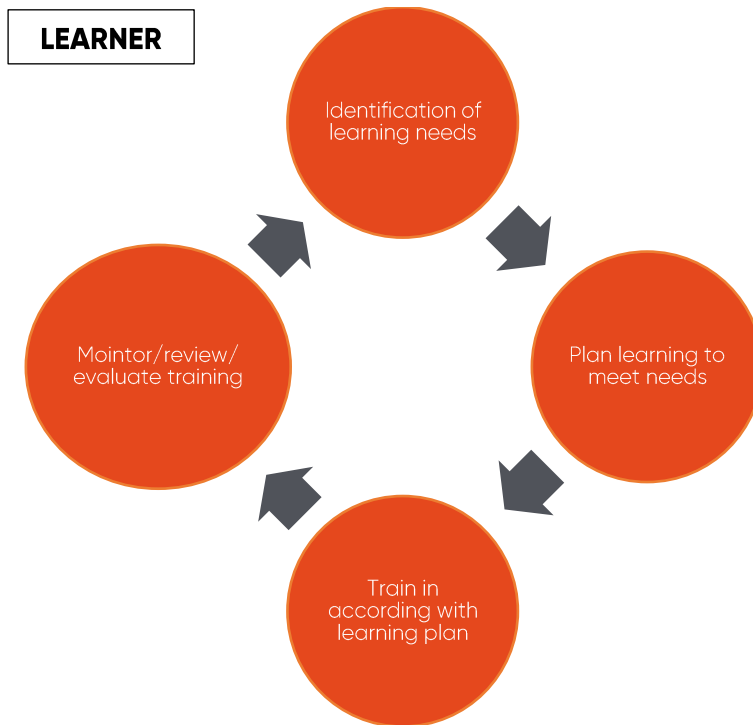 LEARNER
Identification of
learning needs
Plan learning to
meet needs
Train in
according with
learning plan
Mointor/review/
evaluate training